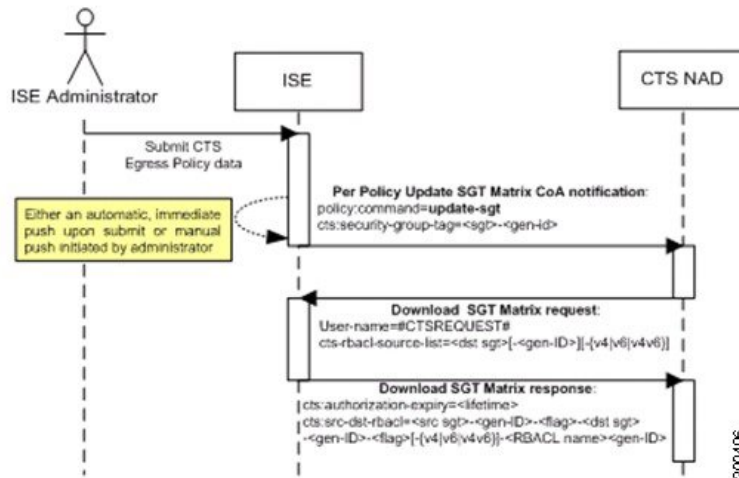 ISE Administrator
ISE
CTS NAD
Submit CTS
Egress Policy data
Either an automatic, immediate
push upon submit or manual
push initiated by administrator
Per Policy Update SGT Matrix CoA notification:
policy:command=update-sgt
cts:security-group-tag=<sgt>-<gen-id>
Download SGT Matrix request:
User-name=#CTSREQUEST#
cts-rbacl-source-list=<dst sgt>[-<gen-ID>][-{v4|v6|v4v6}]
Download SGT Matrix response:
cts:authorization-expiry=<lifetime>
cts:src-dst-rbacl=<src sgt>-<gen-ID>-<flag>-<dst sgt>
-<gen-ID>-<flag>[-{v4|v6|v4v6}]-<RBACL name><gen-ID>